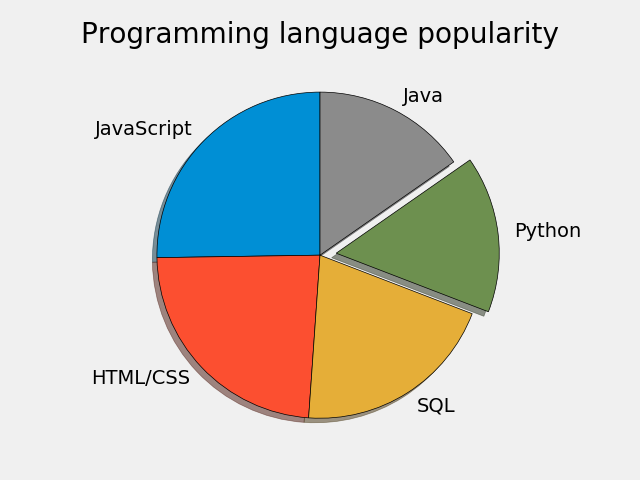 Programming language popularity
Java
JavaScript
Python
HTML/CSS
SQL